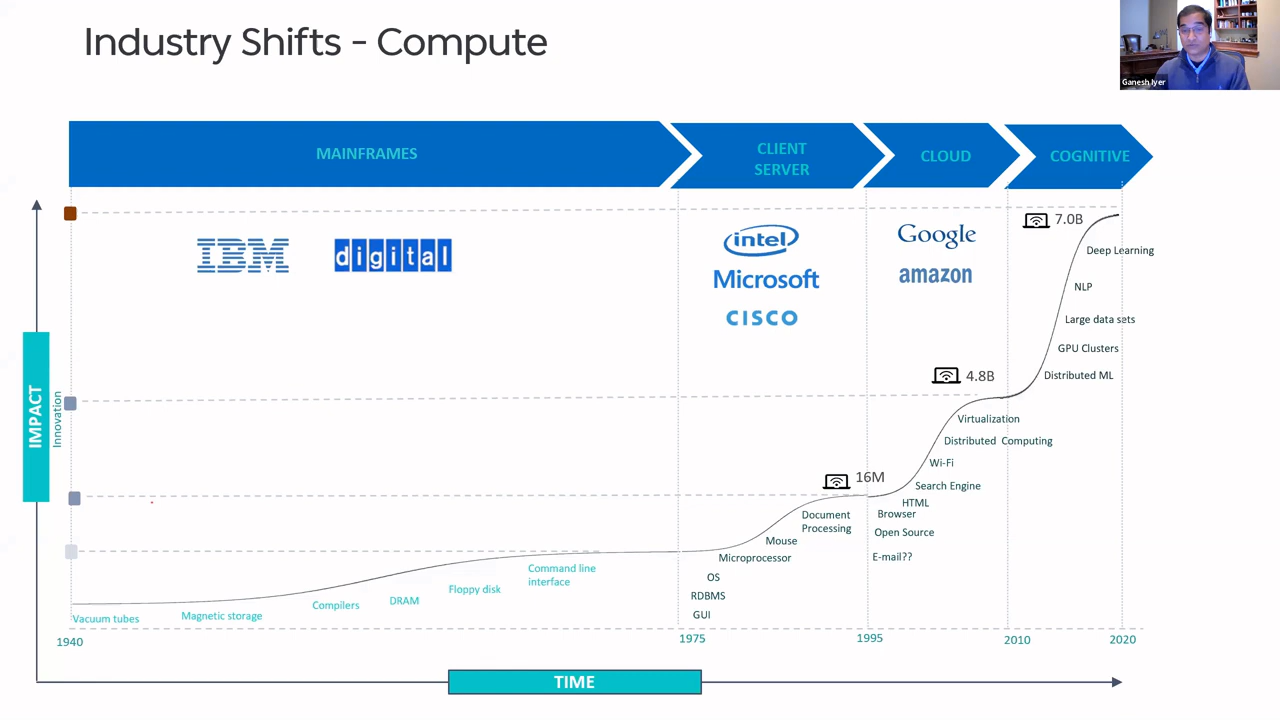 Industry Shifts - Compute
Ganesh Iyer
MAINFRAMES
CLIENT
SERVER
CLOUD
COGNITIVE
IBM
digital
intel
Microsoft
CISCO
Google
amazon
7.0B
Deep Learning
NLP
Large data sets
GPU Clusters
Distributed ML
4.8B
Virtualization
Distributed Computing
Wi-Fi
Search Engine
HTML
Browser
Open Source
E-mail??
16M
Document
Processing
Mouse
Microprocessor
OS
RDBMS
GUI
Command line
interface
Floppy disk
DRAM
Compilers
Magnetic storage
Vacuum tubes
IMPACT
Innovation
1940
1975
1995
2010
2020
TIME